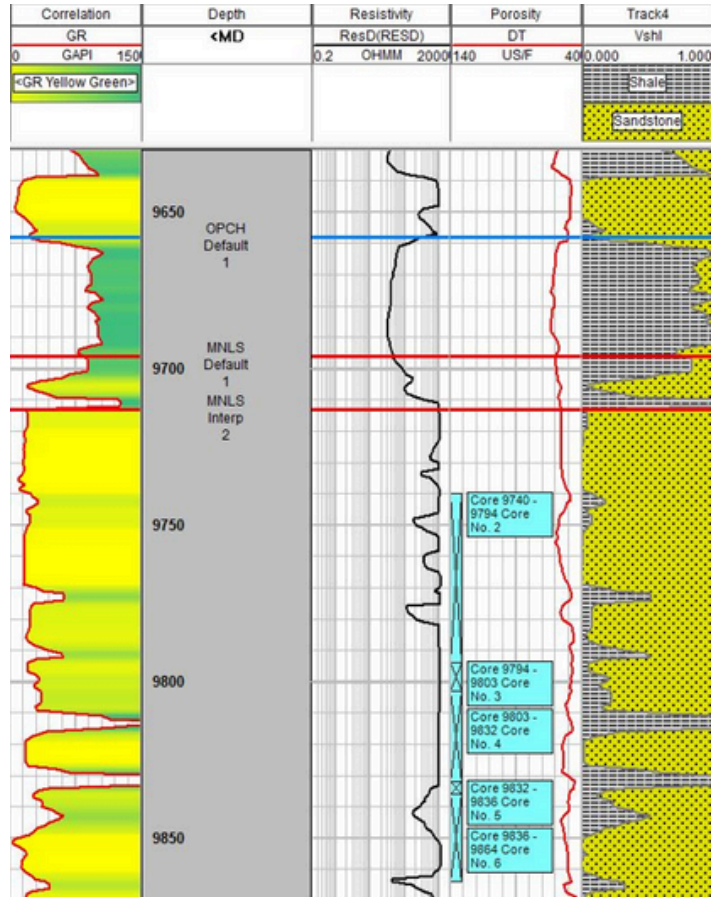 Correlation Depth Resistivity Porosity Track4
GR <MD ResD(RESD) DT Vshl
0 GAPI 150 0.2 OHMM 2000 140 US/F 40 0.000 1.000
<GR Yellow Green> Shale
Sandstone
9650
OPCH
Default
1
MNLS
9700
Default
1
MNLS
Interp
2
Core 9740 -
9750
9794 Core
No. 2
Core 9794 -
9800
9803 Core
No. 3
Core 9803 -
9832 Core
No. 4
Core 9832 -
9836 Core
No. 5
Core 9836 -
9850
9864 Core
No. 6